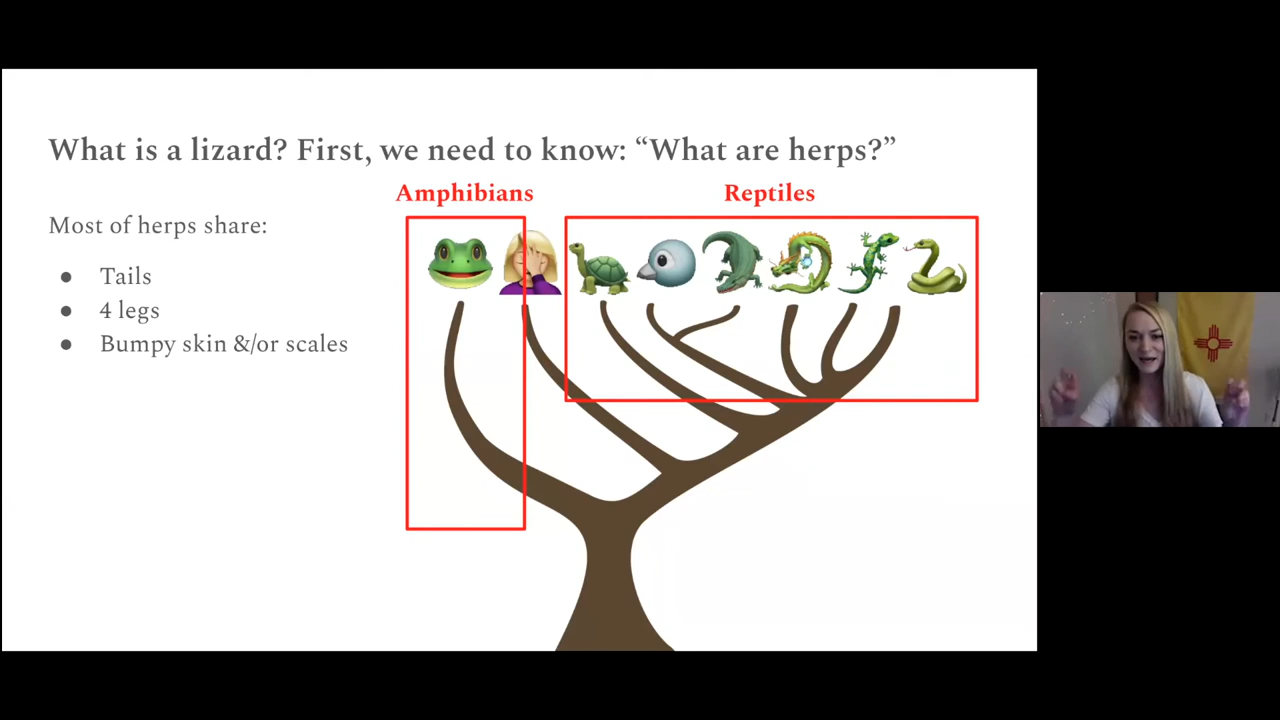 What is a lizard? First, we need to know: “What are herps?”
Amphibians
Reptiles
Most of herps share:
● Tails
● 4 legs
● Bumpy skin &/or scales